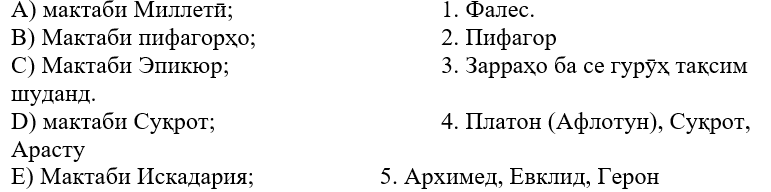 А) мактаби Миллетӣ; 1. Фалес.
В) Мактаби пифагорҳо; 2. Пифагор
С) Мактаби Эпикюр; 3. Зарраҳо ба се гурӯҳ тақсим
шуданд.
D) мактаби Суқрот; 4. Платон (Афлотун), Суқрот,
Арасту
Е) Мактаби Искадария; 5. Архимед, Евклид, Герон